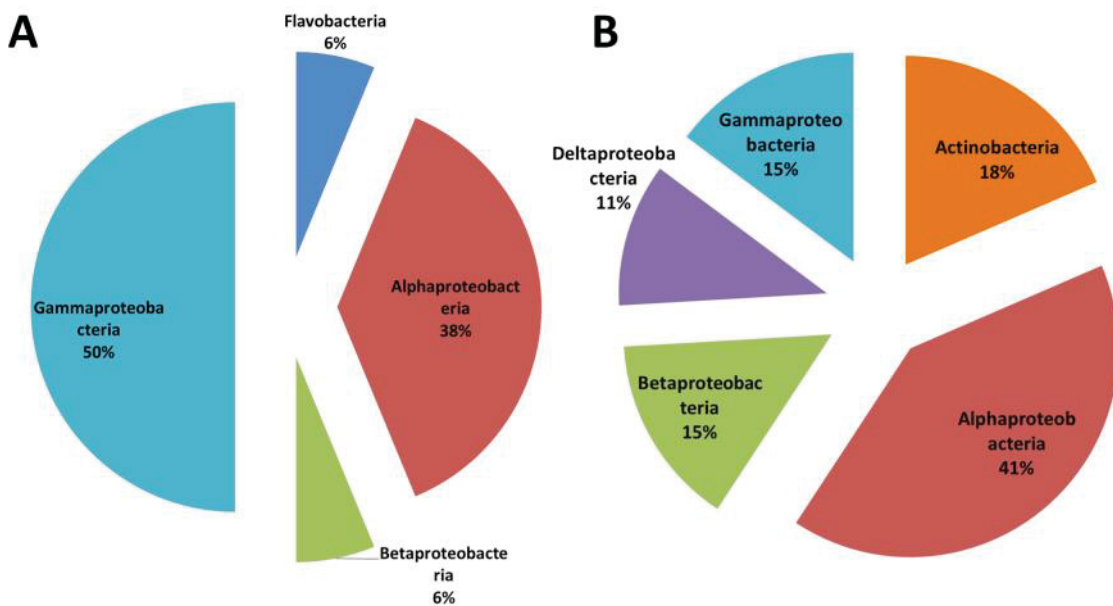 A
Flavobacteria
6%
Alphaproteobact
eria
38%
Betaproteobacte
ria
6%
Gammaproteoba
cteria
50%
B
Actinobacteria
18%
Alphaproteob
acteria
41%
Betaproteobac
teria
15%
Deltaproteoba
cteria
11%
Gammaproteo
bacteria
15%